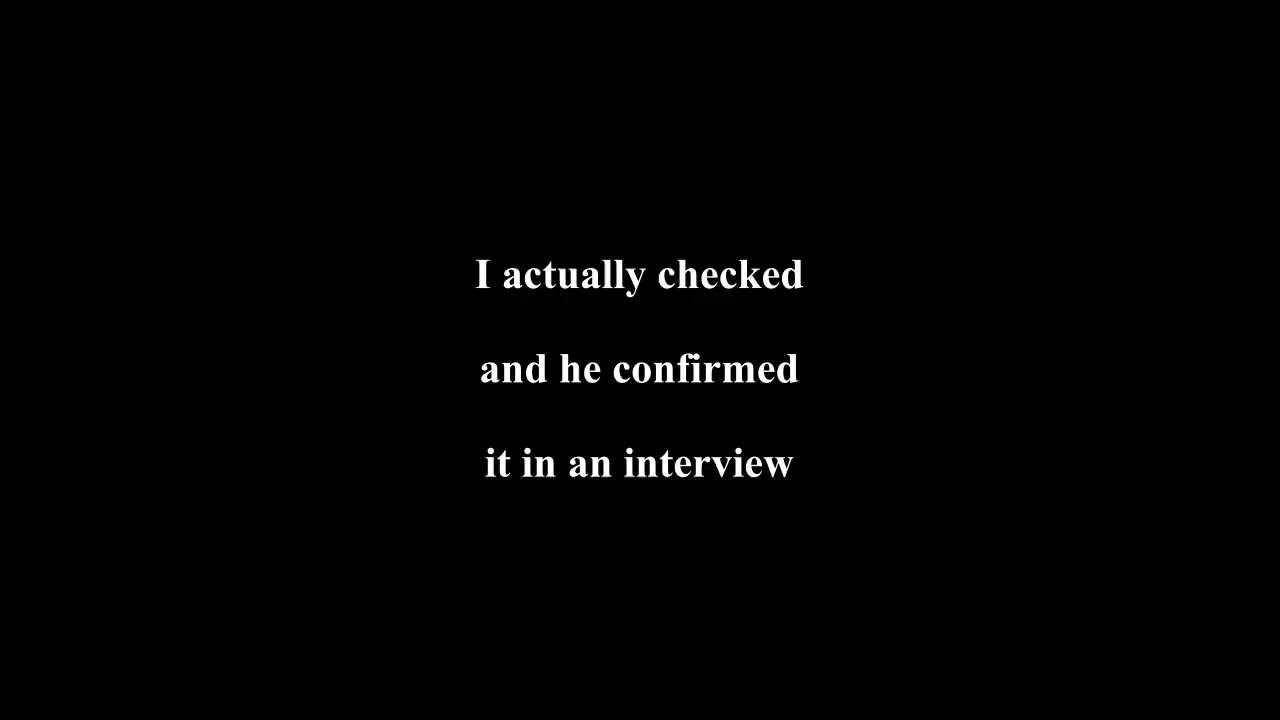 I actually checked
and he confirmed
it in an interview